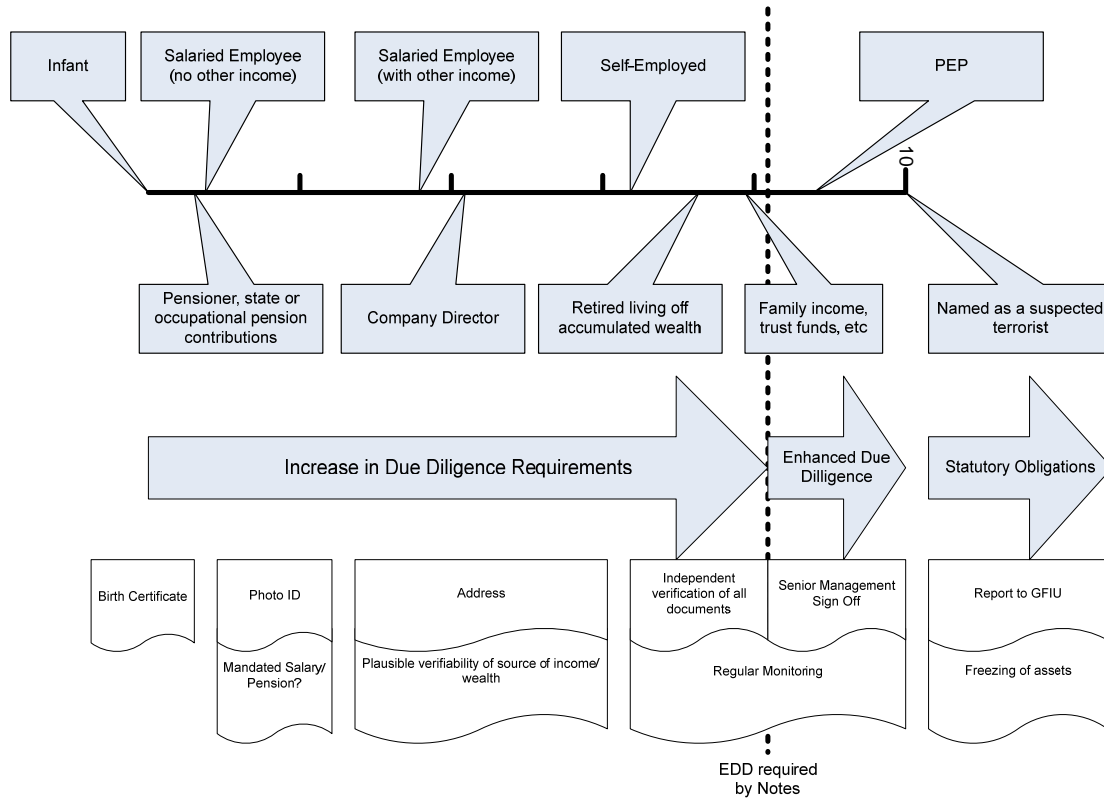 Infant
Salaried Employee
(no other income)
Salaried Employee
(with other income)
Self-Employed
PEP
10
Pensioner, state or
occupational pension
contributions
Company Director
Retired living off
accumulated wealth
Family income,
trust funds, etc
Named as a suspected
terrorist
Increase in Due Diligence Requirements
Enhanced Due
Dilligence
Statutory Obligations
Birth Certificate
Photo ID
Address
Independent
verification of all
documents
Senior Management
Sign Off
Report to GFIU
Mandated Salary/
Pension?
Plausible verifiability of source of income/
wealth
Regular Monitoring
Freezing of assets
EDD required
by Notes